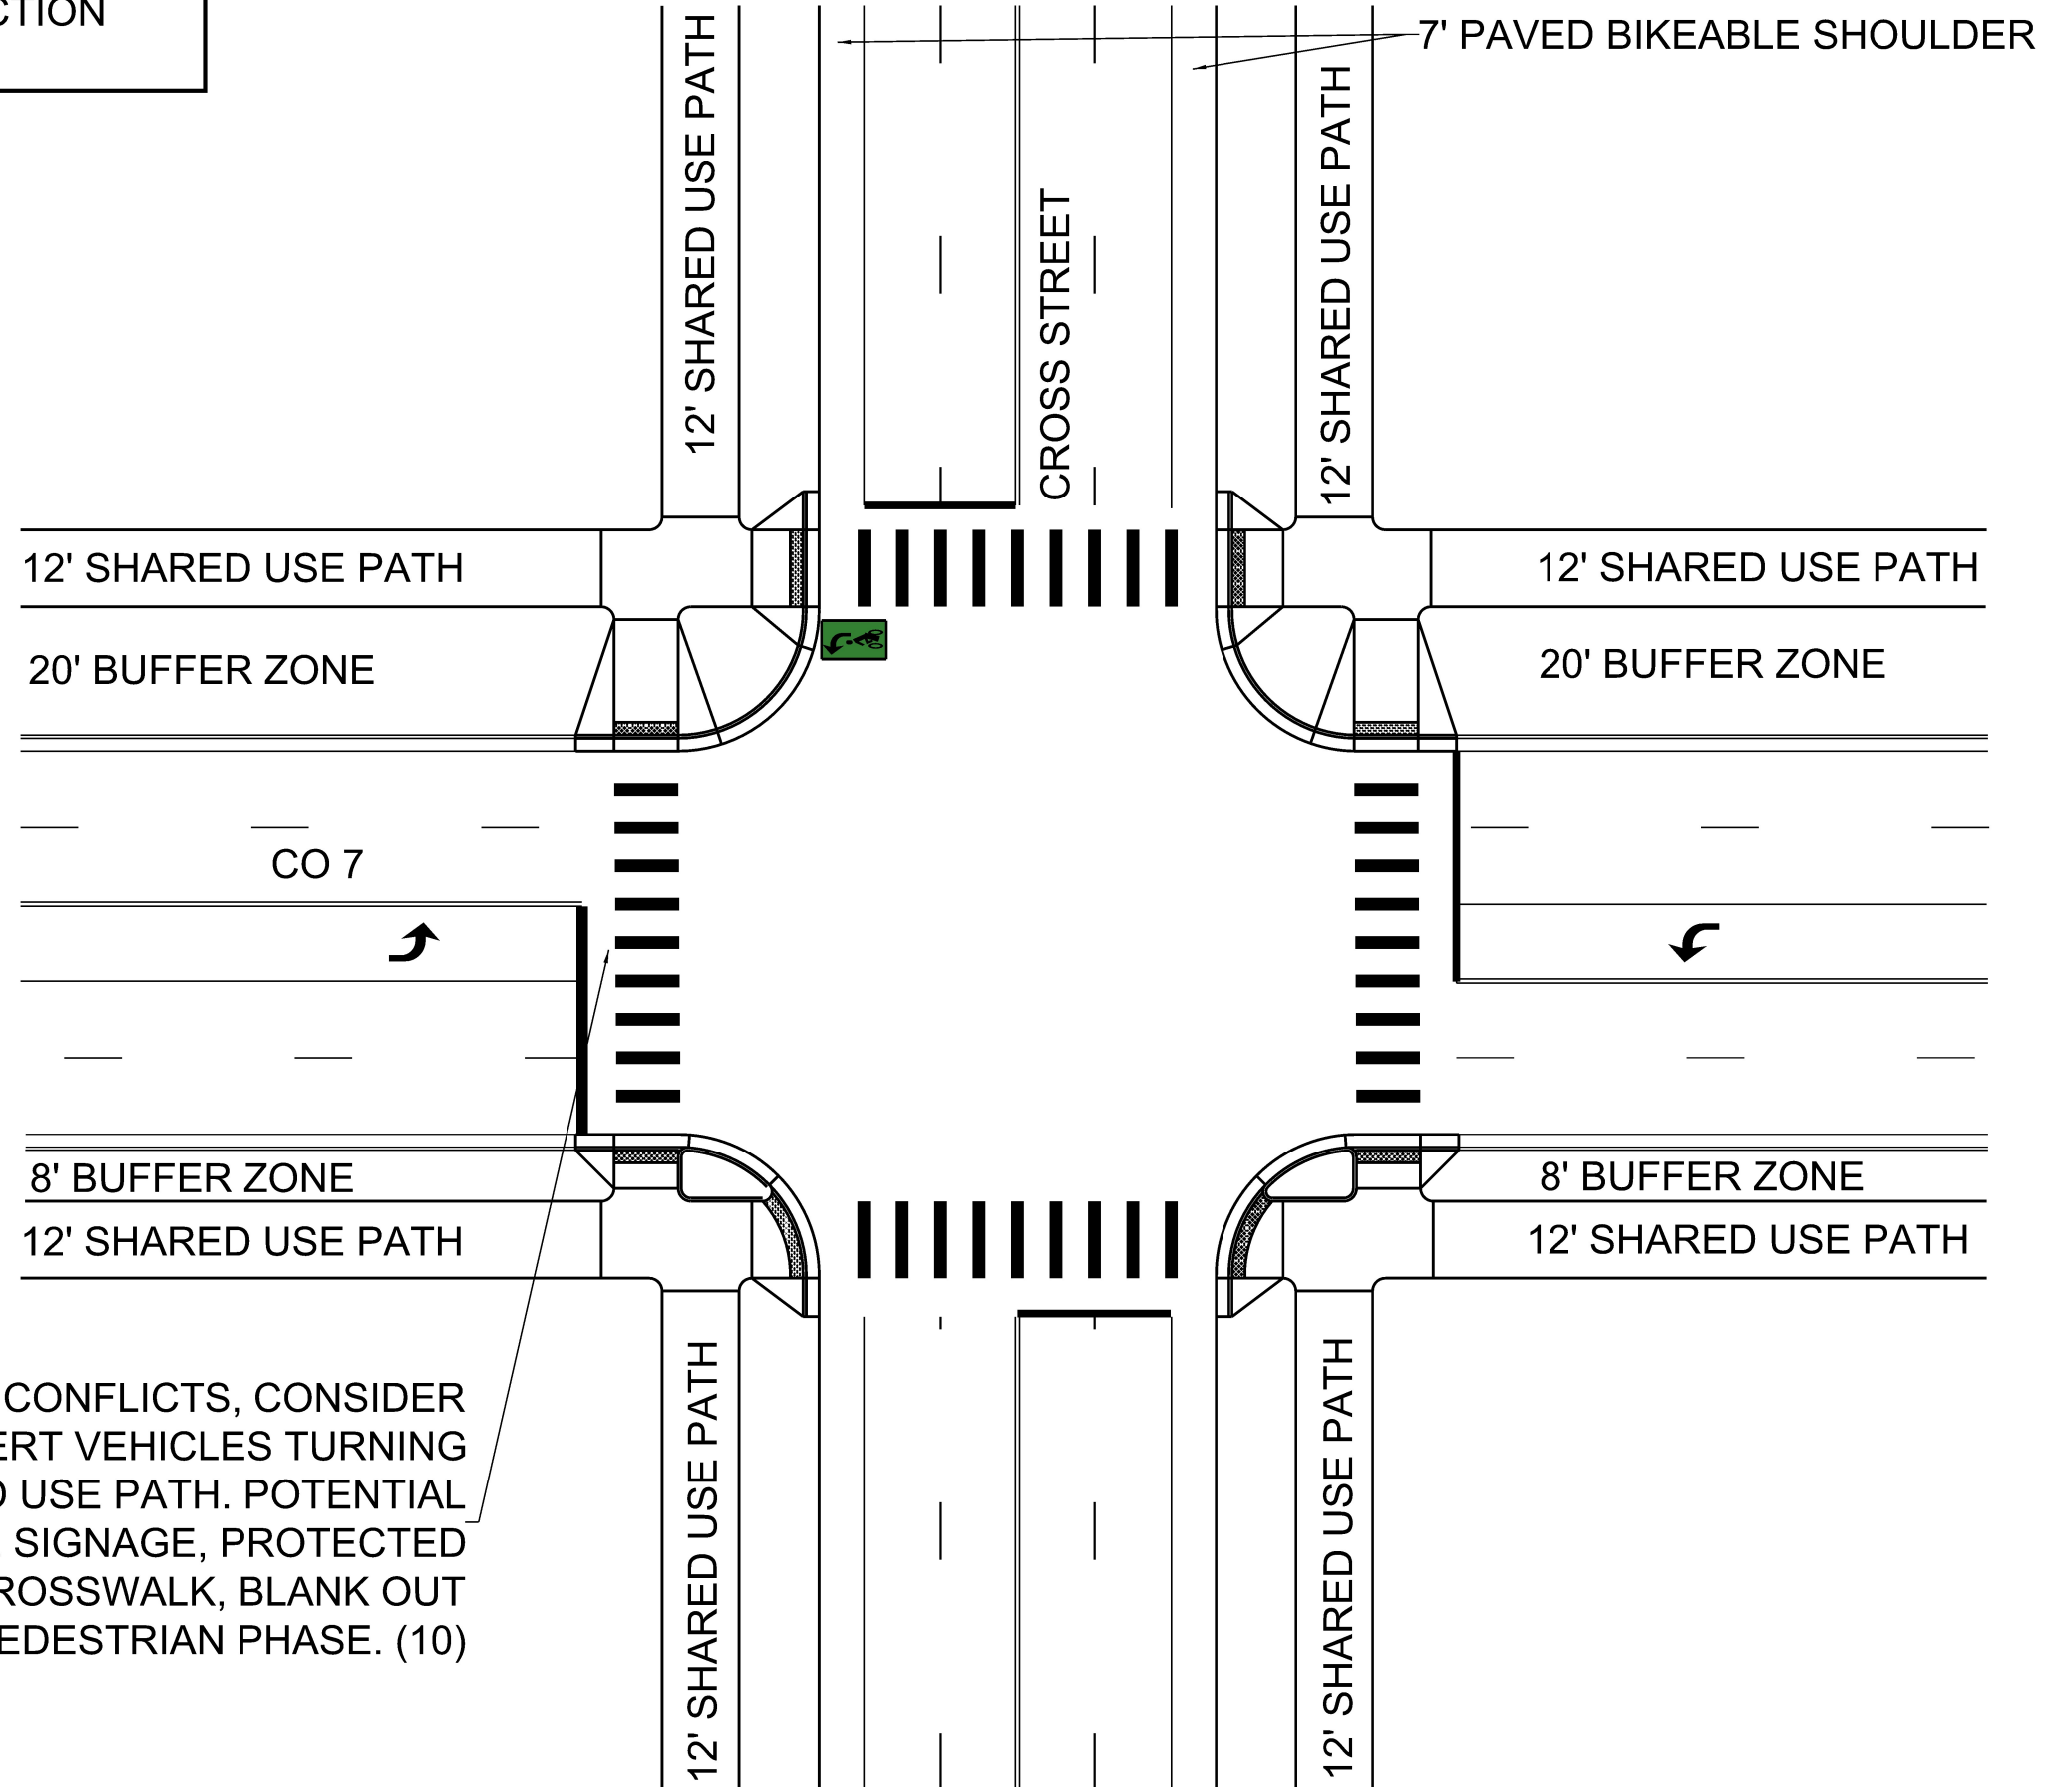 CTION
7' PAVED BIKEABLE SHOULDER
12' SHARED USE PATH
12' SHARED USE PATH
CROSS STREET
12' SHARED USE PATH
12' SHARED USE PATH
20' BUFFER ZONE
20' BUFFER ZONE
CO 7
8' BUFFER ZONE
8' BUFFER ZONE
12' SHARED USE PATH
12' SHARED USE PATH
12' SHARED USE PATH
12' SHARED USE PATH
CONFLICTS, CONSIDER
ERT VEHICLES TURNING
USE PATH. POTENTIAL
SIGNAGE, PROTECTED
ROSSWALK, BLANK OUT
EDESTRIAN PHASE. (10)